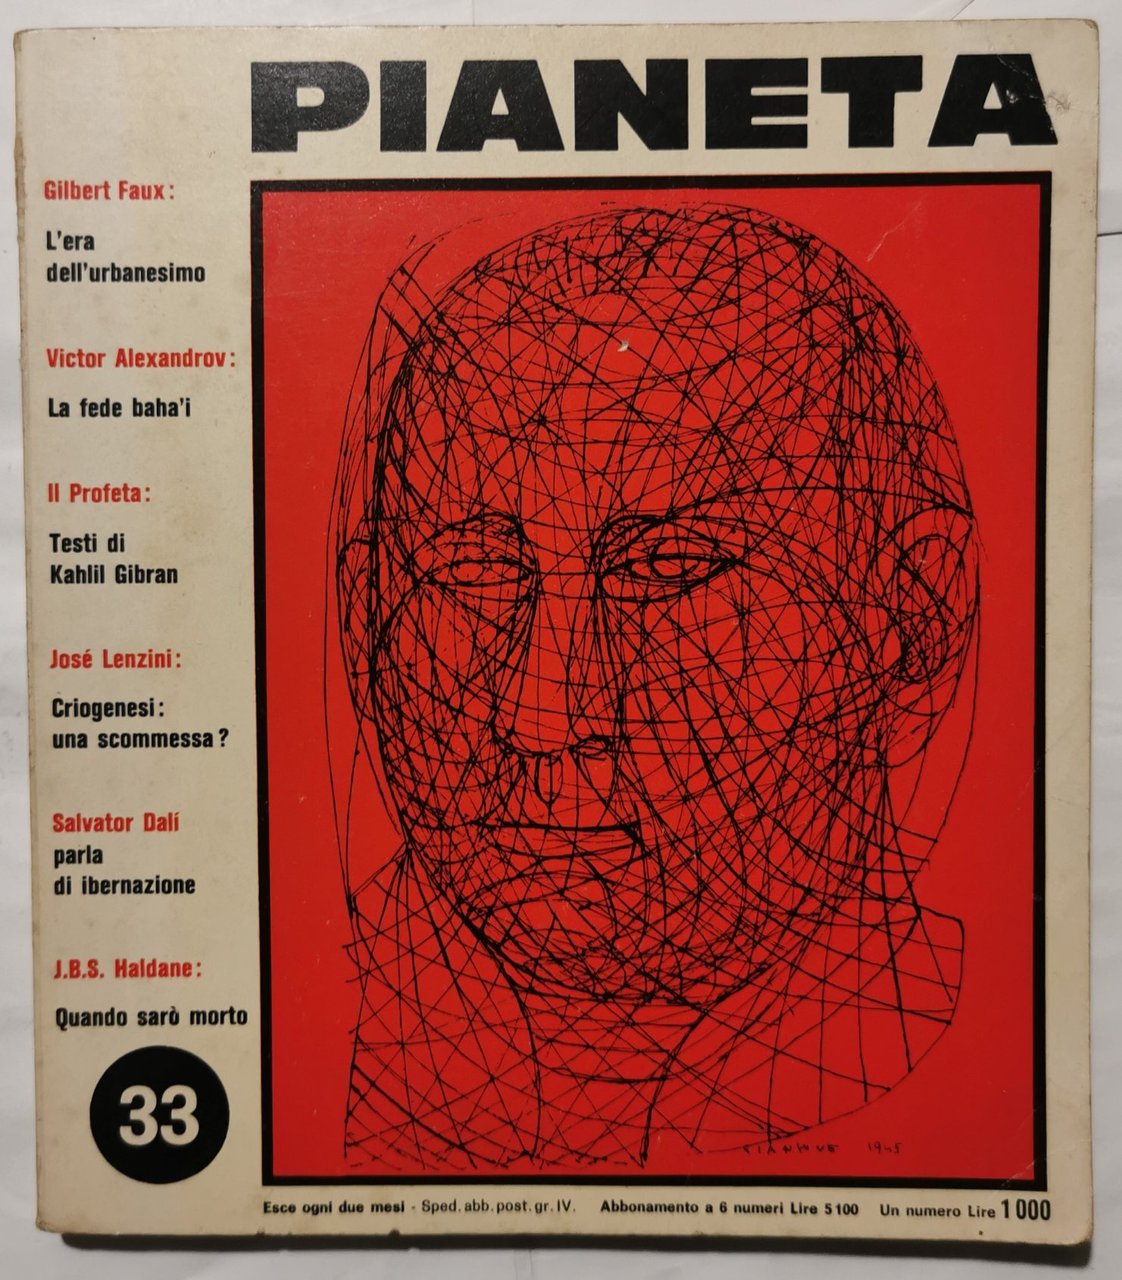 PIANETA
Gilbert Faux:
L'era
dell'urbanesimo
Victor Alexandrov:
La fede baha'i
Il Profeta:
Testi di
Kahlil Gibran
José Lenzini:
Criogenesi:
una scommessa?
Salvator Dalí
parla
di ibernazione
J.B.S. Haldane:
Quando sarò morto
33
1945
Esce ogni due mesi - Sped. abb. post. gr. IV. Abbonamento a 6 numeri Lire 5100 Un numero Lire 1000